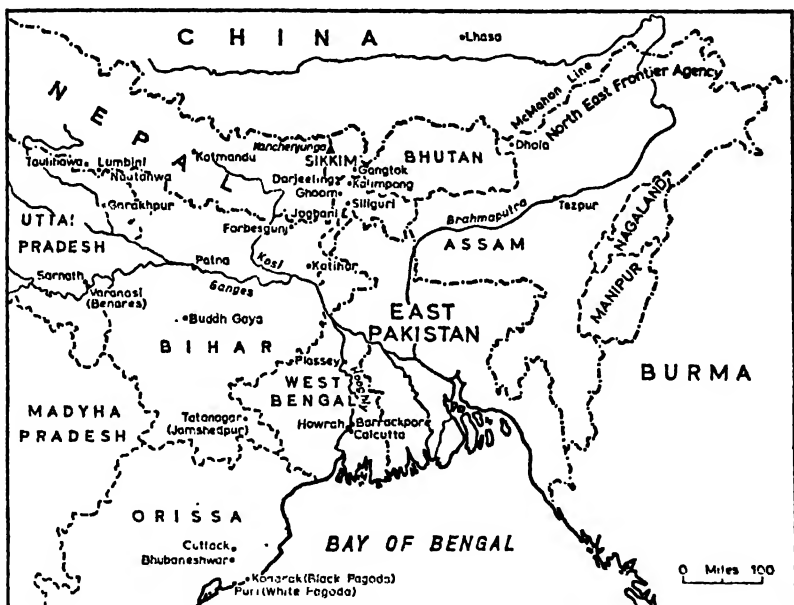 CHINA
Lhasa
McMahan Line
North East Frontier Agency
NEPAL
Kanchenjunga
SIKKIM
BHUTAN
Dhola
Taulihawa
Lumbini
Nautanwa
Katmandu
Gangtok
Darjeeling
Kalimpong
Ghoom
Siliguri
Gorakhpur
Jogbani
Forbesgunj
UTTAR PRADESH
Brahmaputra
Tezpur
ASSAM
NAGALAND
MANIPUR
Patna
Kosi
Katihar
Sarnath
Ganges
Varanasi
(Benares)
Buddh Gaya
BIHAR
EAST
PAKISTAN
Plassey
WEST
BENGAL
BURMA
MADYHA
PRADESH
Tatanagar
(Jamshedpur)
Howrah
Barrackpore
Calcutta
ORISSA
BAY OF BENGAL
Cuttack
Bhubaneshwar
Konarak (Black Pagoda)
Puri (White Pagoda)
0 Miles 100